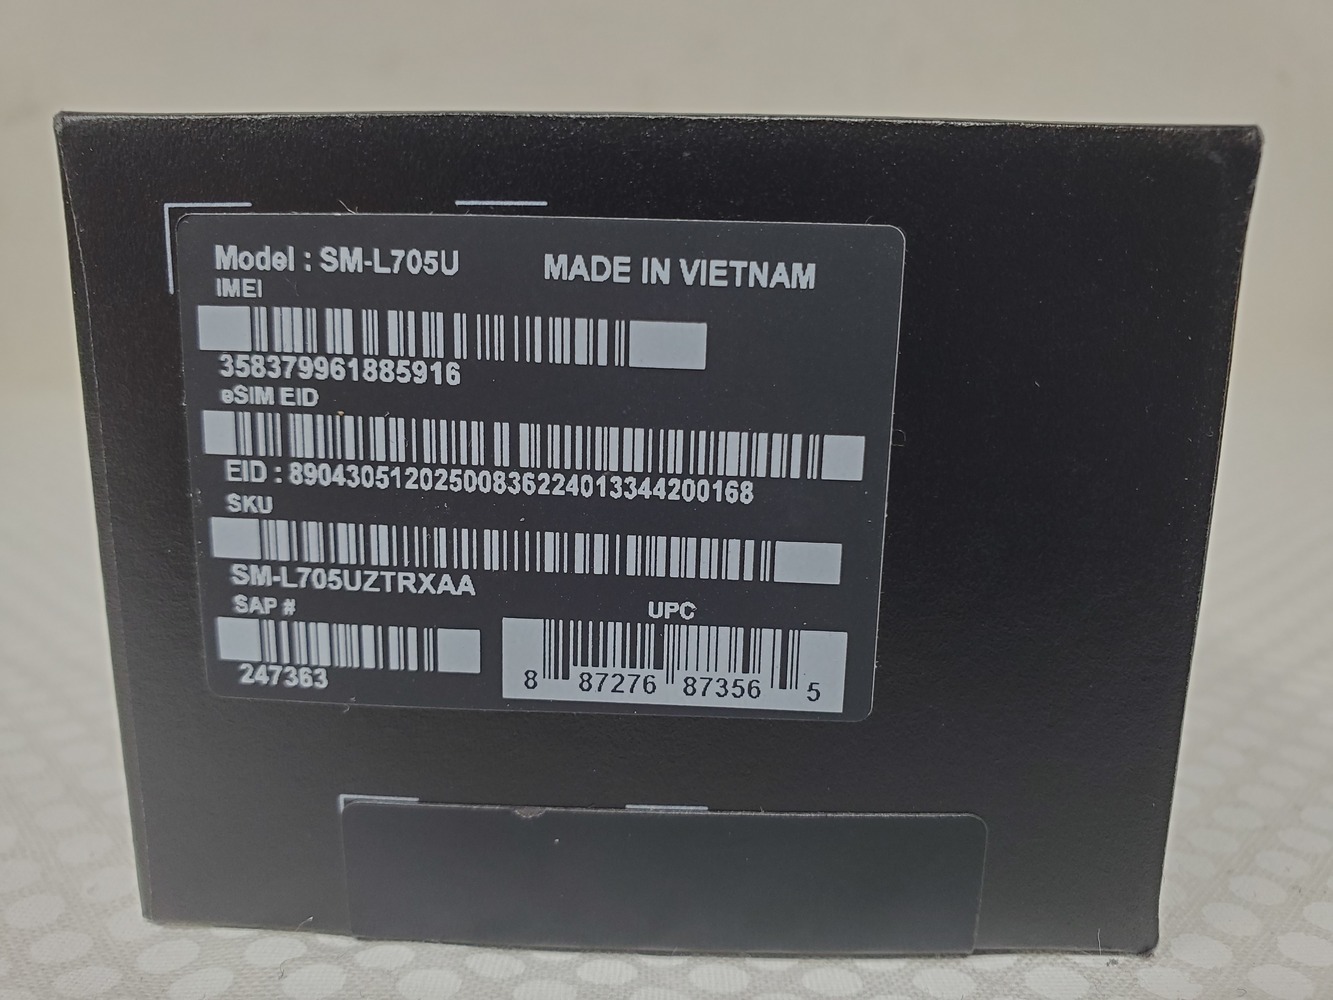 Model : SM-L705U
MADE IN VIETNAM
IMEI
358379961885916
eSIM EID
EID : 89043051202500836224013344200168
SKU
SM-L705UZTRXAA
SAP #
247363
UPC
8 87276 87356 5